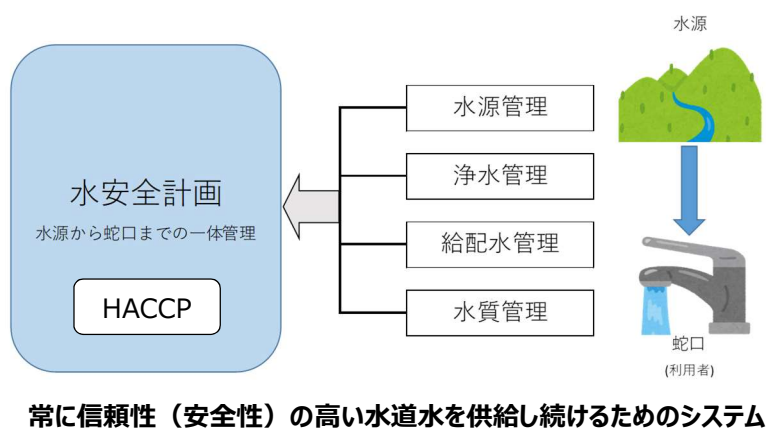 水安全計画
水源から蛇口までの一体管理
HACCP
水源管理
浄水管理
給配水管理
水質管理
水源
蛇口
(利用者)
常に信頼性（安全性）の高い水道水を供給し続けるためのシステム